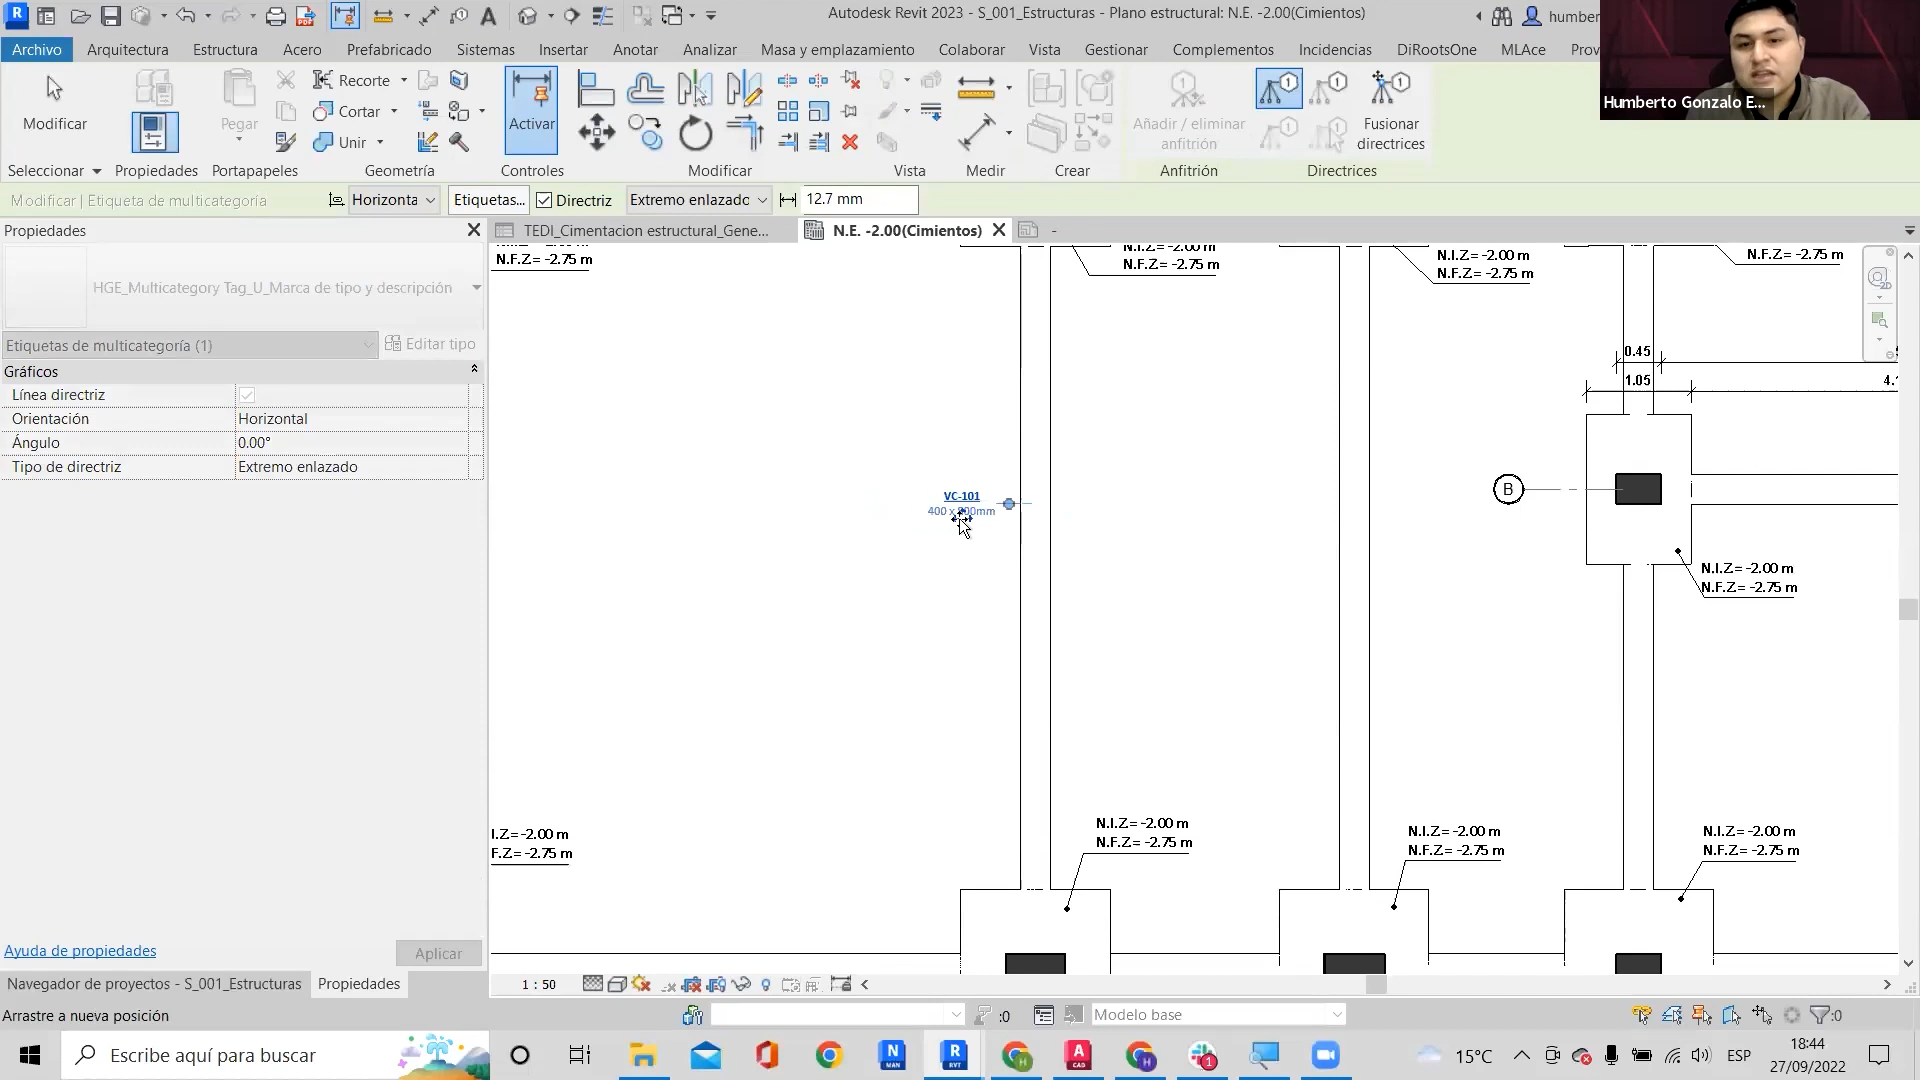 Autodesk Revit 2023 - S_001_Estructuras - Plano estructural: N.E. -2.00(Cimientos)
Archivo Arquitectura Estructura Acero Prefabricado Sistemas Insertar Anotar Analizar Masa y emplazamiento Colaborar Vista Gestionar Complementos Incidencias DiRootsOne MLAce
Humberto Gonzalo E...
Modificar
Recorte
Cortar
Unir
Pegar
Activar
Añadir / eliminar
anfitrión
Fusionar
directrices
Seleccionar Propiedades Portapapeles Geometría Controles Modificar Vista Medir Crear Anfitrión Directrices
Modificar | Etiqueta de multicategoría
Horizonta
Etiquetas...
Directriz
Extremo enlazado
12.7 mm
Propiedades
TEDI_Cimentacion estructural_Gene...
N.E. -2.00(Cimientos)
-
HGE_Multicategory Tag_U_Marca de tipo y descripción
Etiquetas de multicategoría (1)
Editar tipo
Gráficos
Línea directriz
Orientación Horizontal
Ángulo 0.00°
Tipo de directriz Extremo enlazado
N.F.Z= -2.75 m
N.I.Z= -2.00 m
N.F.Z= -2.75 m
N.I.Z= -2.00 m
N.F.Z= -2.75 m
N.F.Z= -2.75 m
0.45
1.05
VC-101
B
N.I.Z= -2.00 m
N.F.Z= -2.75 m
I.Z= -2.00 m
F.Z= -2.75 m
N.I.Z= -2.00 m
N.F.Z= -2.75 m
N.I.Z= -2.00 m
N.F.Z= -2.75 m
N.I.Z= -2.00 m
N.F.Z= -2.75 m
Ayuda de propiedades
Aplicar
Navegador de proyectos - S_001_Estructuras Propiedades
1 : 50
Arrastre a nueva posición
:0
Modelo base
:0
Escribe aquí para buscar
15°C
ESP
18:44
27/09/2022